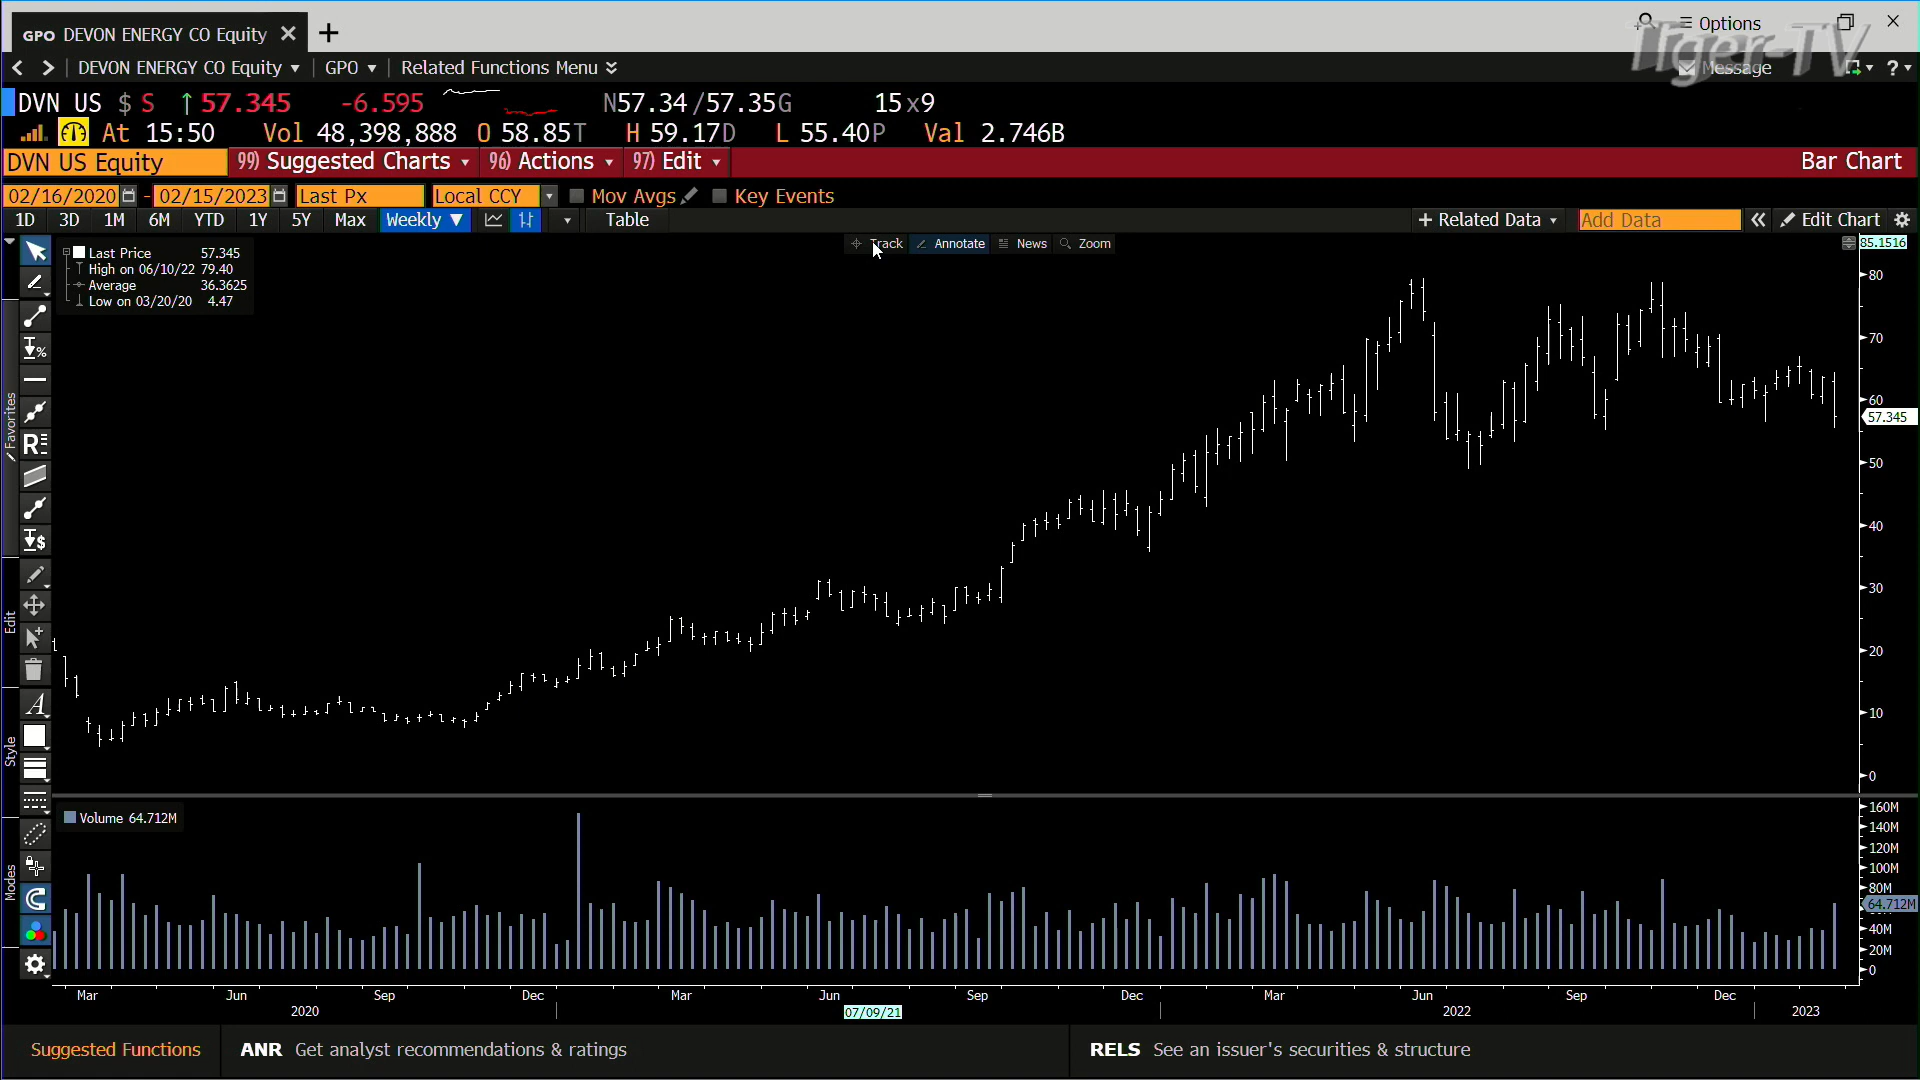 GPO DEVON ENERGY CO Equity
Options
Tiger-TV
DEVON ENERGY CO Equity GPO Related Functions Menu
Message ?
DVN US $ S ↑ 57.345 -6.595 N57.34 /57.35G 15x9
At 15:50 Vol 48,398,888 O 58.85T H 59.17D L 55.40P Val 2.746B
DVN US Equity 99) Suggested Charts 96) Actions 97) Edit Bar Chart
02/16/2020 - 02/15/2023 Last Px Local CCY Mov Avgs Key Events
1D 3D 1M 6M YTD 1Y 5Y Max Weekly ▼ Table + Related Data Add Data « Edit Chart
Track Annotate News Zoom
85.1516
Last Price 57.345
High on 06/10/22 79.40
Average 36.3625
Low on 03/20/20 4.47
80
70
60
57.345
50
40
30
20
10
0
Favorites
Edit
Style
Modes
Volume 64.712M
160M
140M
120M
100M
80M
64.712M
40M
20M
0
Mar Jun Sep Dec Mar Jun Sep Dec Mar Jun Sep Dec
2020 07/09/21 2022 2023
Suggested Functions ANR Get analyst recommendations & ratings RELS See an issuer's securities & structure